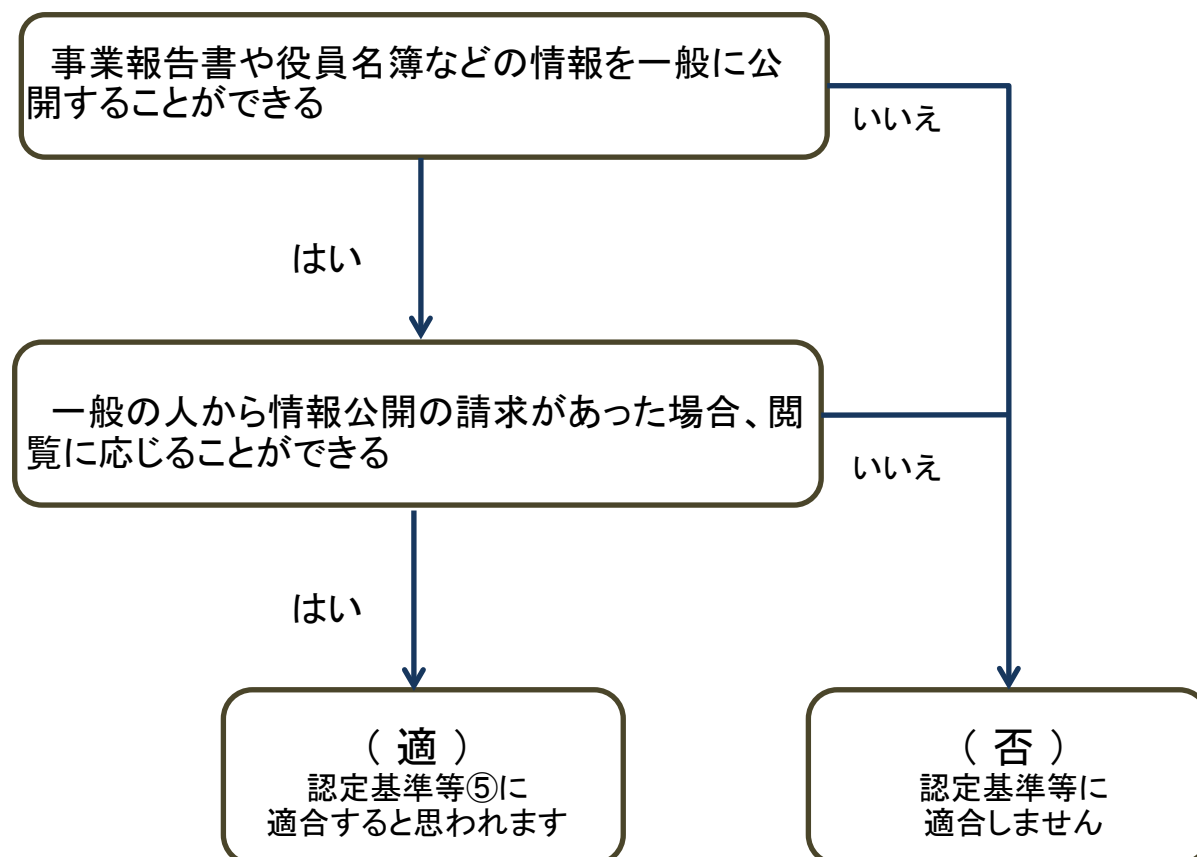 事業報告書や役員名簿などの情報を一般に公
開することができる
いいえ
はい
一般の人から情報公開の請求があった場合、閲
覧に応じることができる
いいえ
はい
（ 適 ）
認定基準等⑤に
適合すると思われます
（ 否 ）
認定基準等に
適合しません